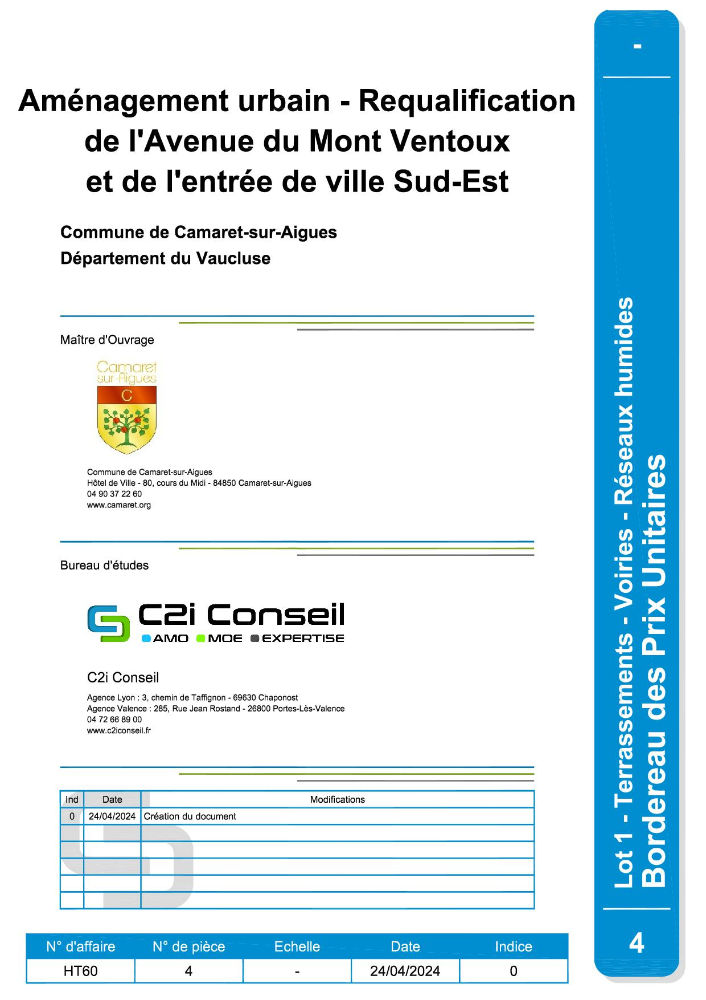 Aménagement urbain - Requalification
de l'Avenue du Mont Ventoux
et de l'entrée de ville Sud-Est
Commune de Camaret-sur-Aigues
Département du Vaucluse
Maître d'Ouvrage
Camaret
sur-Aigues
C
Commune de Camaret-sur-Aigues
Hôtel de Ville - 80, cours du Midi - 84850 Camaret-sur-Aigues
04 90 37 22 60
www.camaret.org
Bureau d'études
C2i Conseil
AMO MOE EXPERTISE
C2i Conseil
Agence Lyon : 3, chemin de Taffignon - 69630 Chaponost
Agence Valence : 285, Rue Jean Rostand - 26800 Portes-Lès-Valence
04 72 66 89 00
www.c2iconseil.fr
Ind Date Modifications
0 24/04/2024 Création du document
N° d'affaire N° de pièce Echelle Date Indice
HT60 4 - 24/04/2024 0
-
Lot 1 - Terrassements - Voiries - Réseaux humides
Bordereau des Prix Unitaires
4